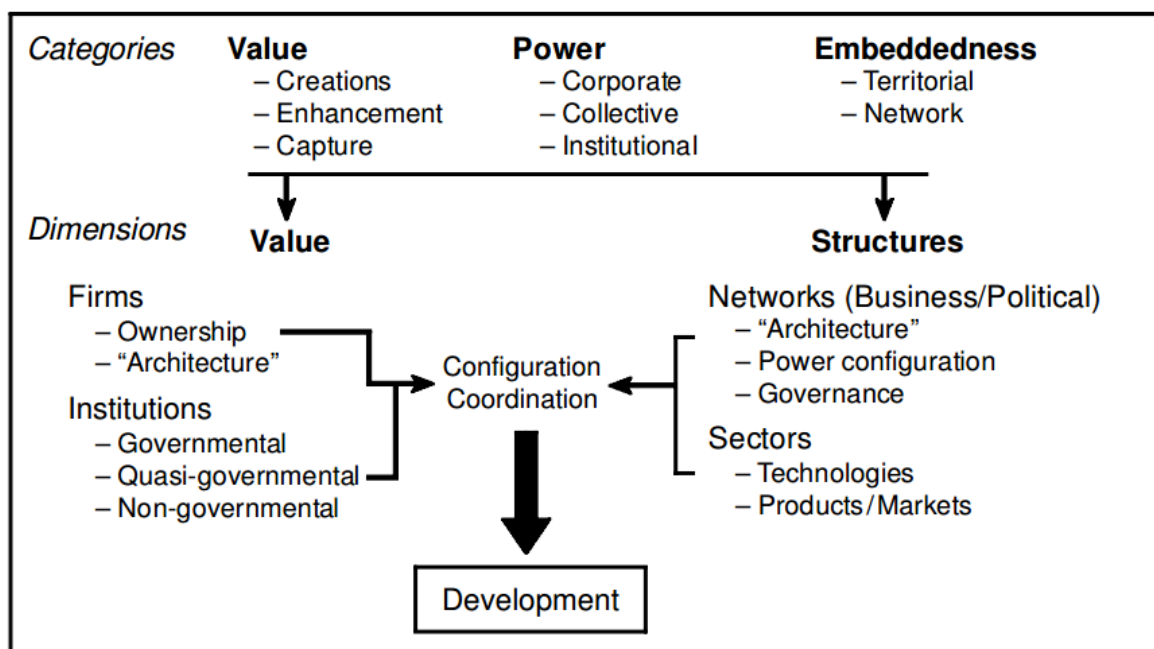 Categories
Value
– Creations
– Enhancement
– Capture
Power
– Corporate
– Collective
– Institutional
Embeddedness
– Territorial
– Network
Dimensions
Value
Structures
Firms
– Ownership
– “Architecture”
Institutions
– Governmental
– Quasi-governmental
– Non-governmental
Configuration
Coordination
Networks (Business/Political)
– “Architecture”
– Power configuration
– Governance
Sectors
– Technologies
– Products/Markets
Development